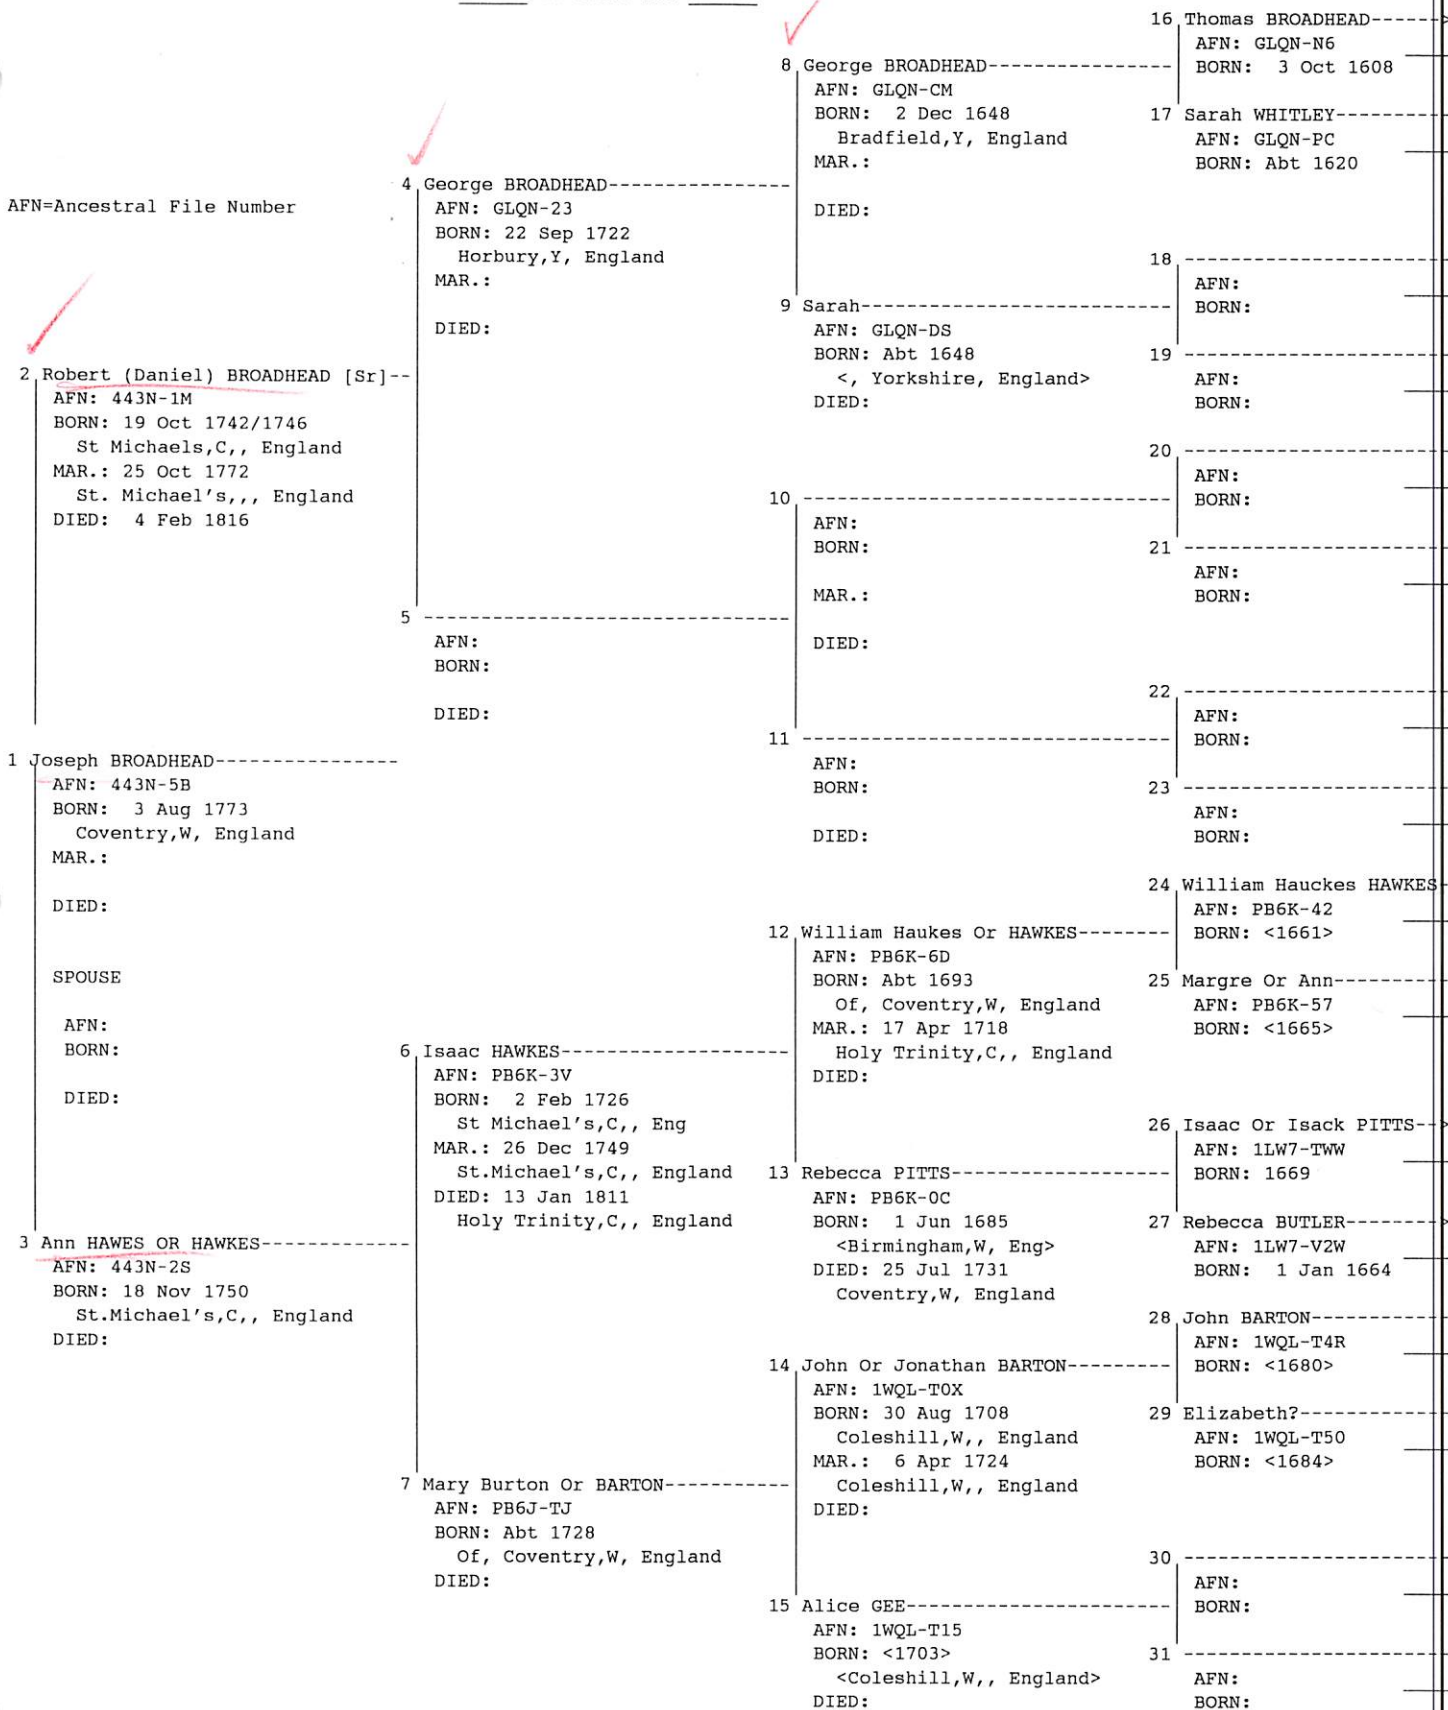 AFN=Ancestral File Number
2 Robert (Daniel) BROADHEAD [Sr]--
AFN: 443N-1M
BORN: 19 Oct 1742/1746
St Michaels,C,, England
MAR.: 25 Oct 1772
St. Michael's,,, England
DIED: 4 Feb 1816
1 Joseph BROADHEAD---------------
AFN: 443N-5B
BORN: 3 Aug 1773
Coventry,W, England
MAR.:
DIED:
SPOUSE
AFN:
BORN:
DIED:
3 Ann HAWES OR HAWKES------------
AFN: 443N-2S
BORN: 18 Nov 1750
St.Michael's,C,, England
DIED:
4 George BROADHEAD---------------
AFN: GLQN-23
BORN: 22 Sep 1722
Horbury,Y, England
MAR.:
DIED:
5 ------------------------------
AFN:
BORN:
DIED:
6 Isaac HAWKES-------------------
AFN: PB6K-3V
BORN: 2 Feb 1726
St Michael's,C,, Eng
MAR.: 26 Dec 1749
St.Michael's,C,, England
DIED: 13 Jan 1811
Holy Trinity,C,, England
7 Mary Burton Or BARTON----------
AFN: PB6J-TJ
BORN: Abt 1728
Of, Coventry,W, England
DIED:
8 George BROADHEAD---------------
AFN: GLQN-CM
BORN: 2 Dec 1648
Bradfield,Y, England
MAR.:
DIED:
9 Sarah--------------------------
AFN: GLQN-DS
BORN: Abt 1648
<, Yorkshire, England>
DIED:
10 ------------------------------
AFN:
BORN:
MAR.:
DIED:
11 ------------------------------
AFN:
BORN:
DIED:
12 William Haukes Or HAWKES--------
AFN: PB6K-6D
BORN: Abt 1693
Of, Coventry,W, England
MAR.: 17 Apr 1718
Holy Trinity,C,, England
DIED:
13 Rebecca PITTS------------------
AFN: PB6K-0C
BORN: 1 Jun 1685
<Birmingham,W, Eng>
DIED: 25 Jul 1731
Coventry,W, England
14 John Or Jonathan BARTON---------
AFN: 1WQL-T0X
BORN: 30 Aug 1708
Coleshill,W,, England
MAR.: 6 Apr 1724
Coleshill,W,, England
DIED:
15 Alice GEE----------------------
AFN: 1WQL-T15
BORN: <1703>
<Coleshill,W,, England>
DIED:
16 Thomas BROADHEAD------>
AFN: GLQN-N6
BORN: 3 Oct 1608
17 Sarah WHITLEY---------
AFN: GLQN-PC
BORN: Abt 1620
18 ---------------------
AFN:
BORN:
19 ---------------------
AFN:
BORN:
20 ---------------------
AFN:
BORN:
21 ---------------------
AFN:
BORN:
22 ---------------------
AFN:
BORN:
23 ---------------------
AFN:
BORN:
24 William Hauckes HAWKES-
AFN: PB6K-42
BORN: <1661>
25 Margre Or Ann---------
AFN: PB6K-57
BORN: <1665>
26 Isaac Or Isack PITTS-->
AFN: 1LW7-TWW
BORN: 1669
27 Rebecca BUTLER-------->
AFN: 1LW7-V2W
BORN: 1 Jan 1664
28 John BARTON-----------
AFN: 1WQL-T4R
BORN: <1680>
29 Elizabeth?------------
AFN: 1WQL-T50
BORN: <1684>
30 ---------------------
AFN:
BORN:
31 ---------------------
AFN:
BORN: